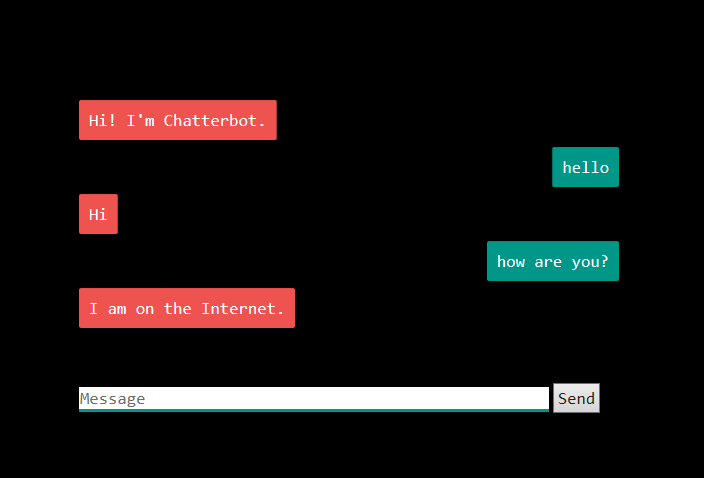 Hi! I'm Chatterbot.
hello
Hi
how are you?
I am on the Internet.
Message
Send